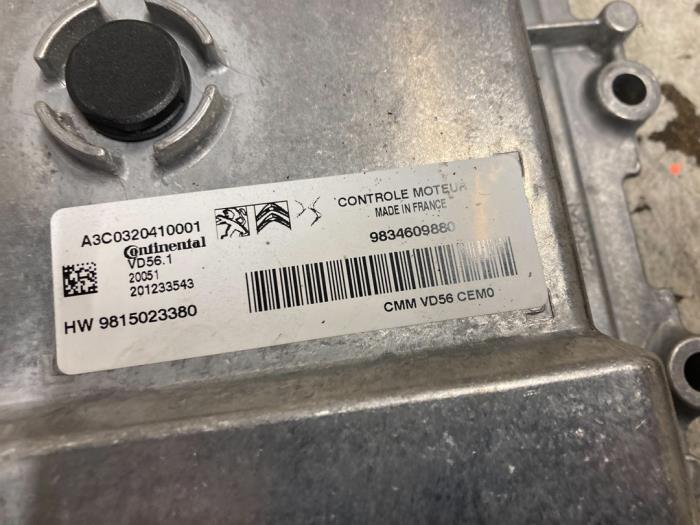 A3C0320410001
Continental
VD56.1
20051
201233543
HW 9815023380
CONTROLE MOTEUR
MADE IN FRANCE
9834609880
CMM VD56 CEM0